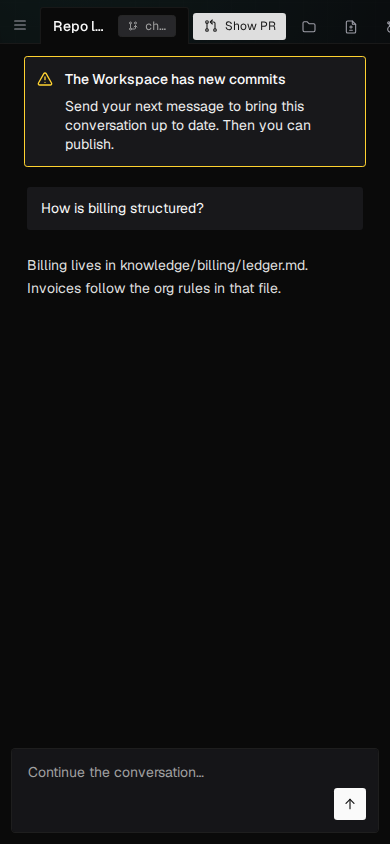 Repo l...
ch...
Show PR
The Workspace has new commits
Send your next message to bring this
conversation up to date. Then you can
publish.
How is billing structured?
Billing lives in knowledge/billing/ledger.md.
Invoices follow the org rules in that file.
Continue the conversation...